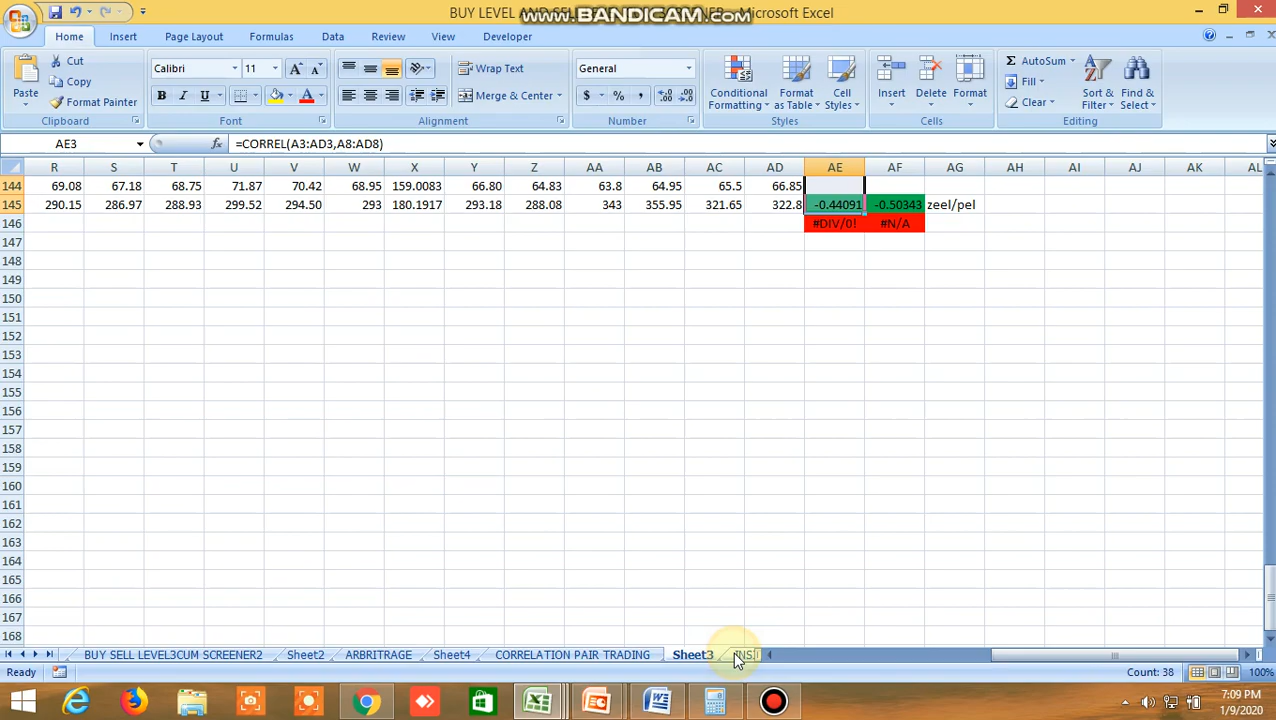 BUY LEVEL AND SELL
www.BANDICAM.com
NER - Microsoft Excel
Home Insert Page Layout Formulas Data Review View Developer
Paste
Cut
Copy
Format Painter
Clipboard
Calibri 11
B I U
Font
Wrap Text
Merge & Center
Alignment
General
$ % ,
Number
Conditional Formatting
Format as Table
Cell Styles
Styles
Insert
Delete
Format
Cells
Σ AutoSum
Fill
Clear
Sort & Filter
Find & Select
Editing
AE3 fx =CORREL(A3:AD3,A8:AD8)
R S T U V W X Y Z AA AB AC AD AE AF AG AH AI AJ AK AL
144 69.08 67.18 68.75 71.87 70.42 68.95 159.0083 66.80 64.83 63.8 64.95 65.5 66.85
145 290.15 286.97 288.93 299.52 294.50 293 180.1917 293.18 288.08 343 355.95 321.65 322.8 -0.44091 -0.50343 zeel/pel
146 #DIV/0! #N/A
147
148
149
150
151
152
153
154
155
156
157
158
159
160
161
162
163
164
165
166
167
168
BUY SELL LEVEL3CUM SCREENER2 Sheet2 ARBRITRAGE Sheet4 CORRELATION PAIR TRADING Sheet3
Ready Count: 38 100%
7:09 PM
1/9/2020